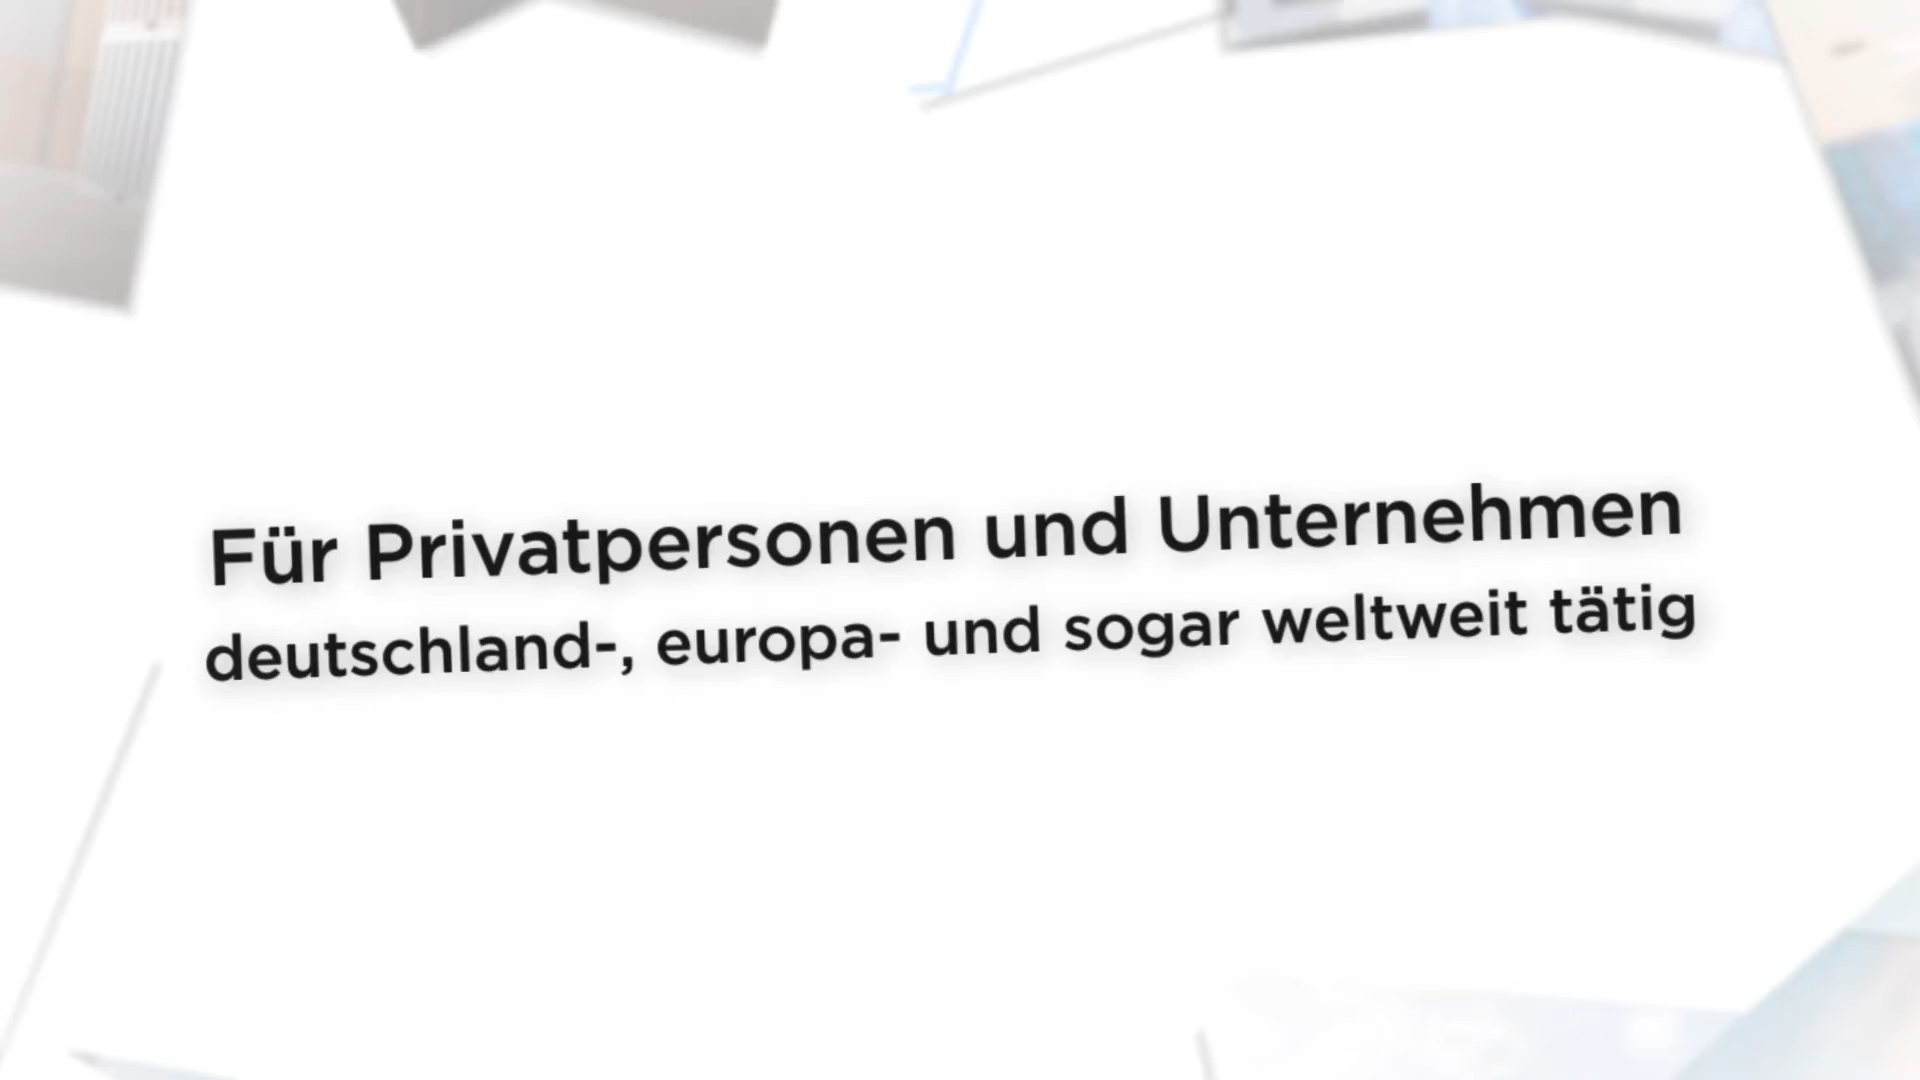 Für Privatpersonen und Unternehmen
deutschland-, europa- und sogar weltweit tätig